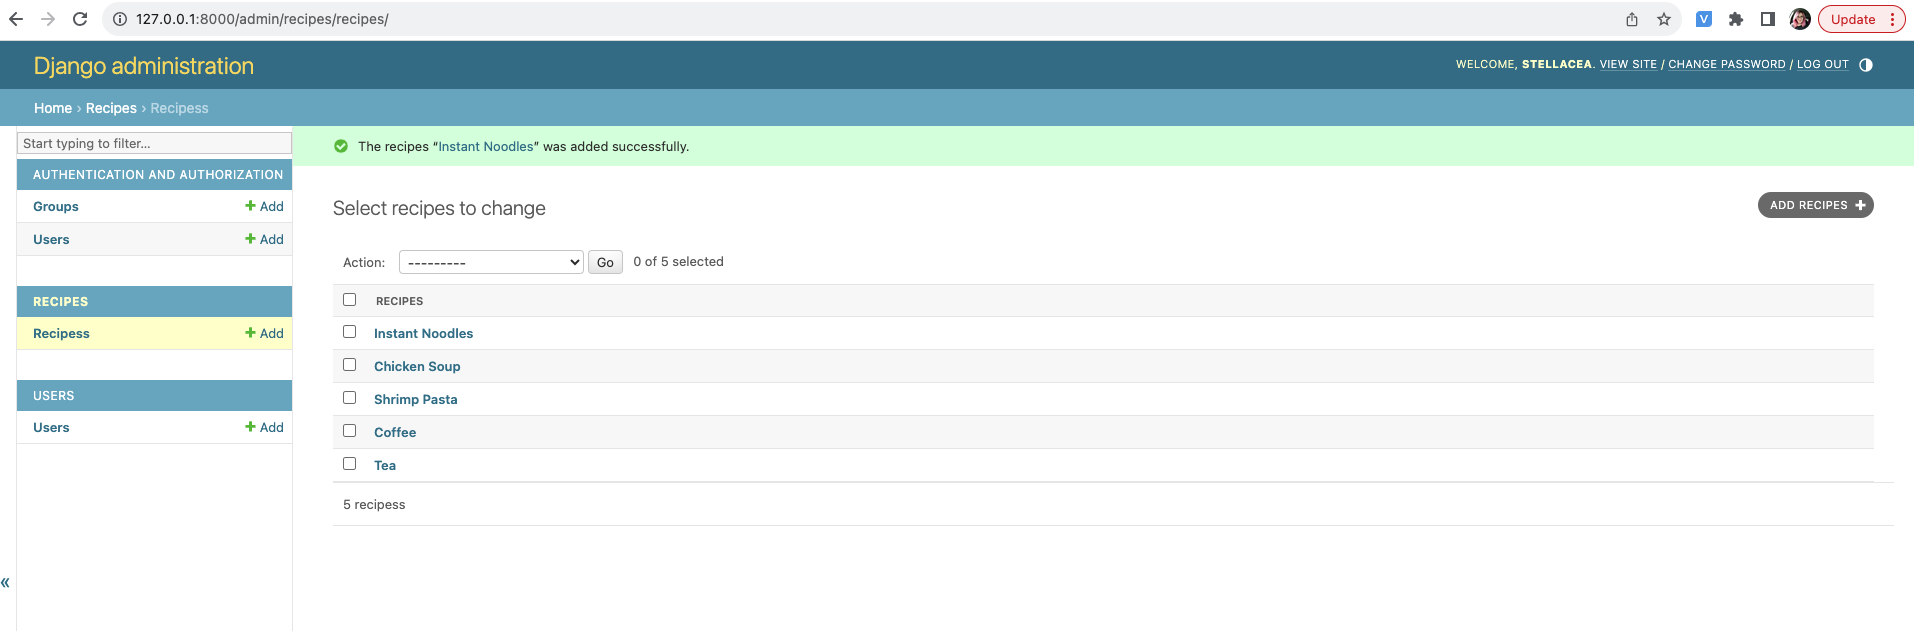 127.0.0.1:8000/admin/recipes/recipes/
Update
Django administration
WELCOME, STELLACEA. VIEW SITE / CHANGE PASSWORD / LOG OUT
Home › Recipes › Recipess
Start typing to filter...
The recipes “Instant Noodles” was added successfully.
AUTHENTICATION AND AUTHORIZATION
Groups + Add
Users + Add
RECIPES
Recipess + Add
USERS
Users + Add
«
Select recipes to change
ADD RECIPES +
Action: --------- Go 0 of 5 selected
RECIPES
Instant Noodles
Chicken Soup
Shrimp Pasta
Coffee
Tea
5 recipess